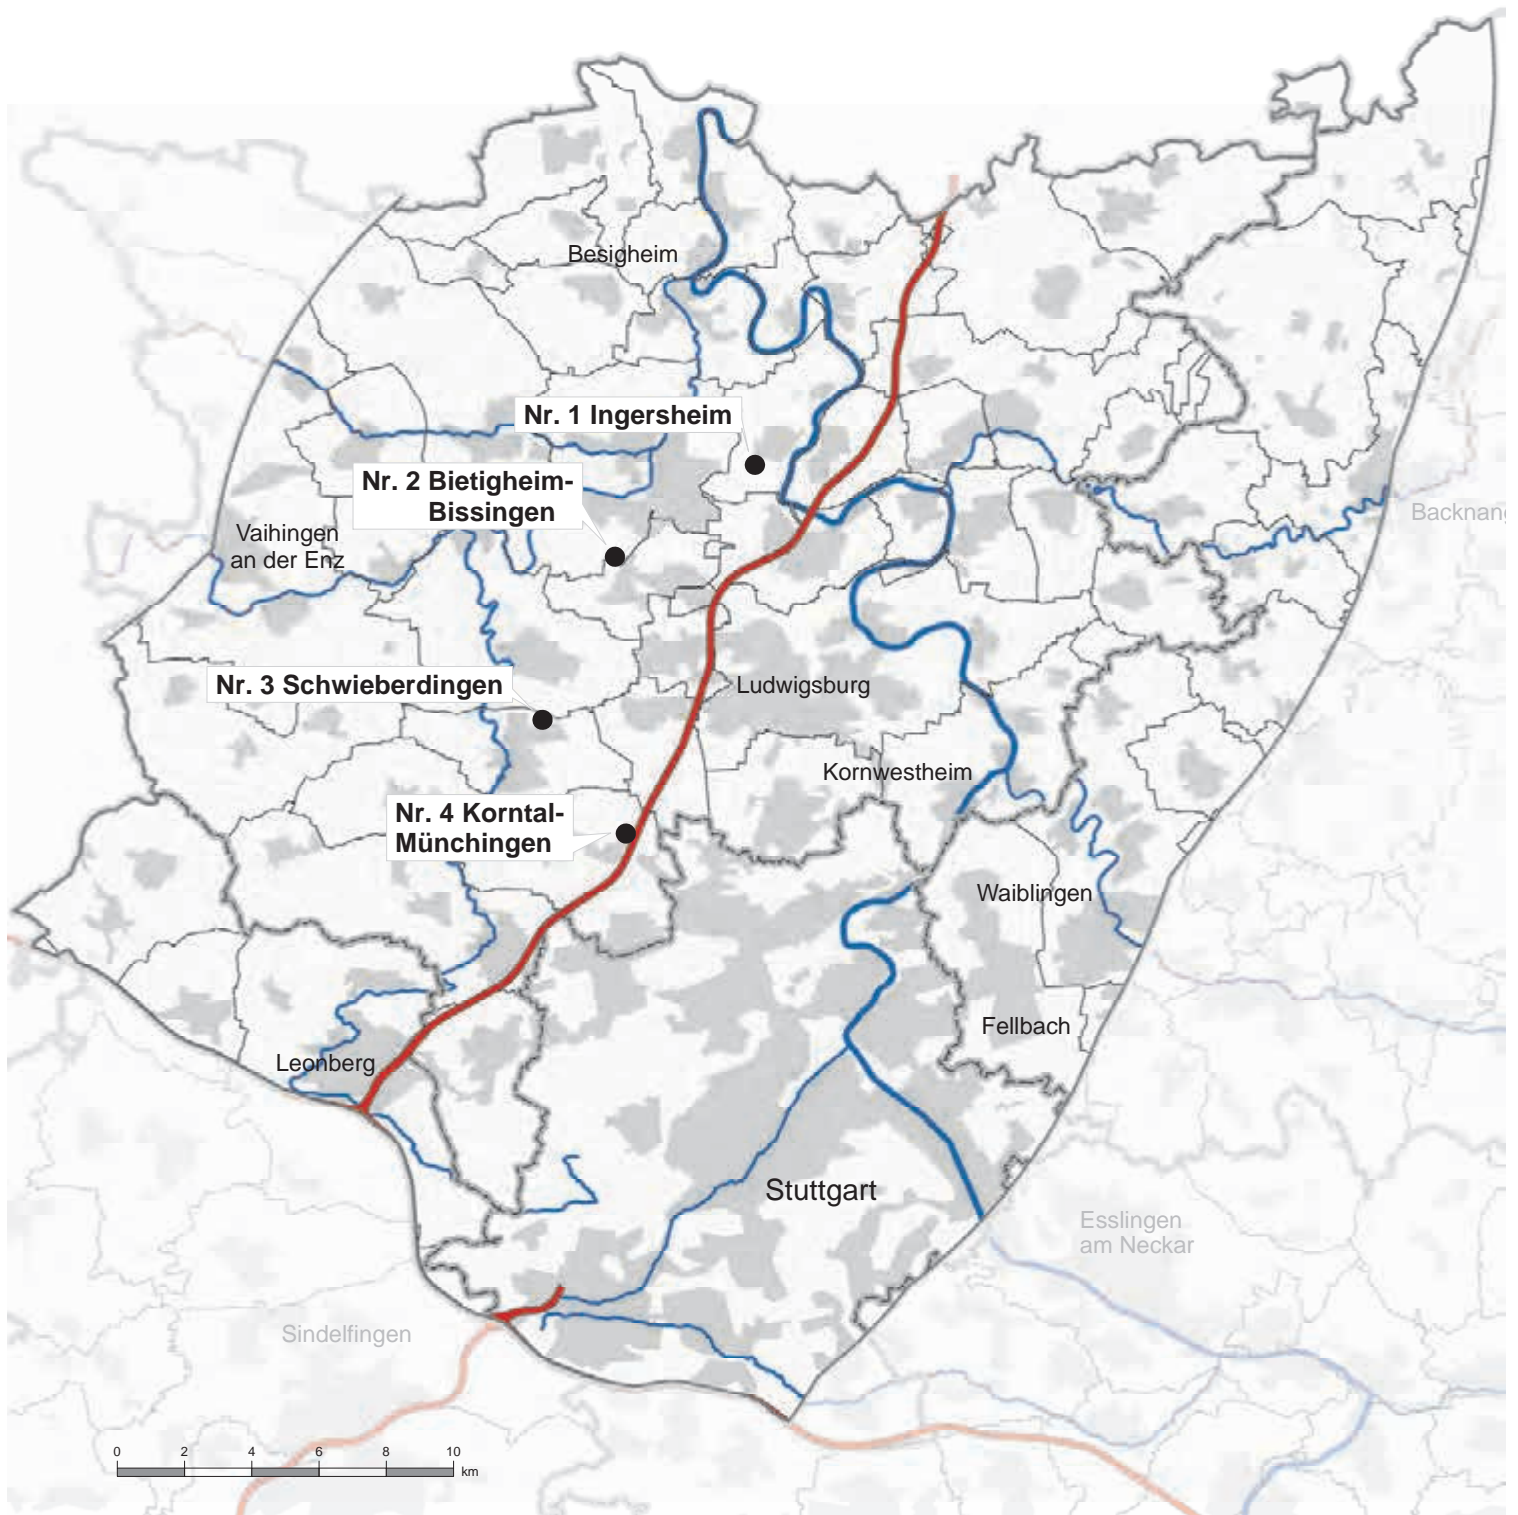 Besigheim
Nr. 1 Ingersheim
Nr. 2 Bietigheim-
Bissingen
Vaihingen
an der Enz
Backnang
Nr. 3 Schwieberdingen
Ludwigsburg
Kornwestheim
Nr. 4 Korntal-
Münchingen
Waiblingen
Fellbach
Leonberg
Stuttgart
Esslingen
am Neckar
Sindelfingen
0 2 4 6 8 10
km